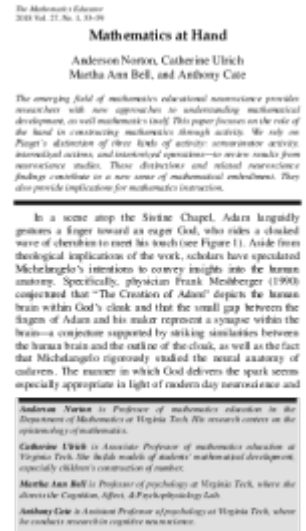 The Mathematics Educator
2018 Vol. 27, No. 1, 33–59
Mathematics at Hand
Anderson Norton, Catherine Ulrich
Martha Ann Bell, and Anthony Cate
The emerging field of mathematics educational neuroscience provides
researchers with new approaches to understanding mathematical
development, as well mathematics itself. This paper focuses on the role of
the hand in constructing mathematics through activity. We rely on
Piaget's distinction of three kinds of activity: sensorimotor activity,
internalized actions, and interiorized operations—to review results from
neuroscience studies. These distinctions and related neuroscience
findings contribute to a new sense of mathematical embodiment. They
also provide implications for mathematics instruction.
In a scene atop the Sistine Chapel, Adam languidly
gestures a finger toward an eager God, who rides a cloaked
wave of cherubim to meet his touch (see Figure 1). Aside from
theological implications of the work, scholars have speculated
Michelangelo's intentions to convey insights into the human
anatomy. Specifically, physician Frank Meshberger (1990)
conjectured that "The Creation of Adam" depicts the human
brain within God's cloak and that the small gap between the
fingers of Adam and his maker represent a synapse within the
brain—a conjecture supported by striking similarities between
the human brain and the outline of the cloak, as well as the fact
that Michelangelo rigorously studied the neural anatomy of
cadavers. The manner in which God delivers the spark seems
especially appropriate in light of modern day neuroscience and
Anderson Norton is Professor of mathematics education in the
Department of Mathematics at Virginia Tech. His research centers on the
epistemology of mathematics.
Catherine Ulrich is Associate Professor of mathematics education at
Virginia Tech. She builds models of students' mathematical development,
especially children's construction of number.
Martha Ann Bell is Professor of psychology at Virginia Tech, where she
directs the Cognition, Affect, & Psychophysiology Lab.
Anthony Cate is Assistant Professor of psychology at Virginia Tech, where
he conducts research in cognitive neuroscience.